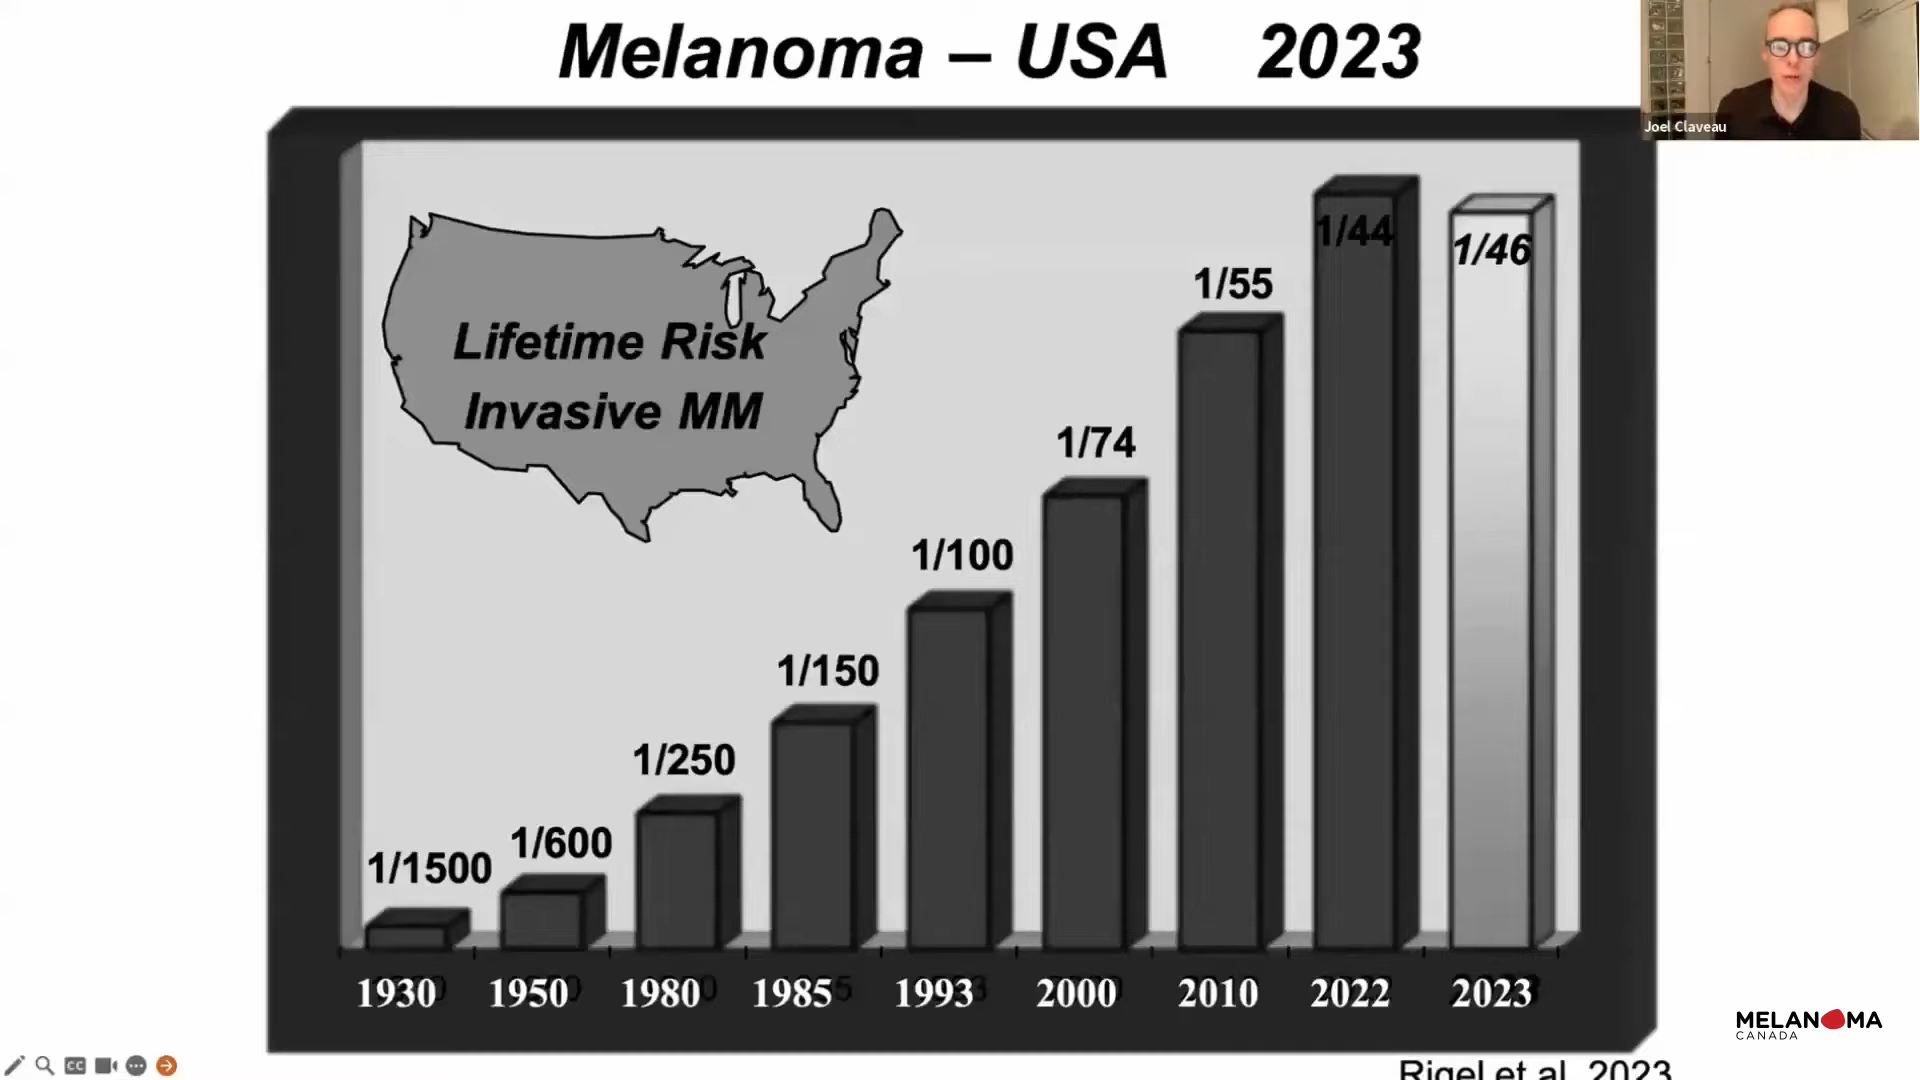 Melanoma – USA 2023
Joel Claveau
Lifetime Risk
Invasive MM
1/1500
1/600
1/250
1/150
1/100
1/74
1/55
1/44
1/46
1930 1950 1980 1985 1993 2000 2010 2022 2023
MELANOMA
CANADA
CC
Rigel et al. 2023